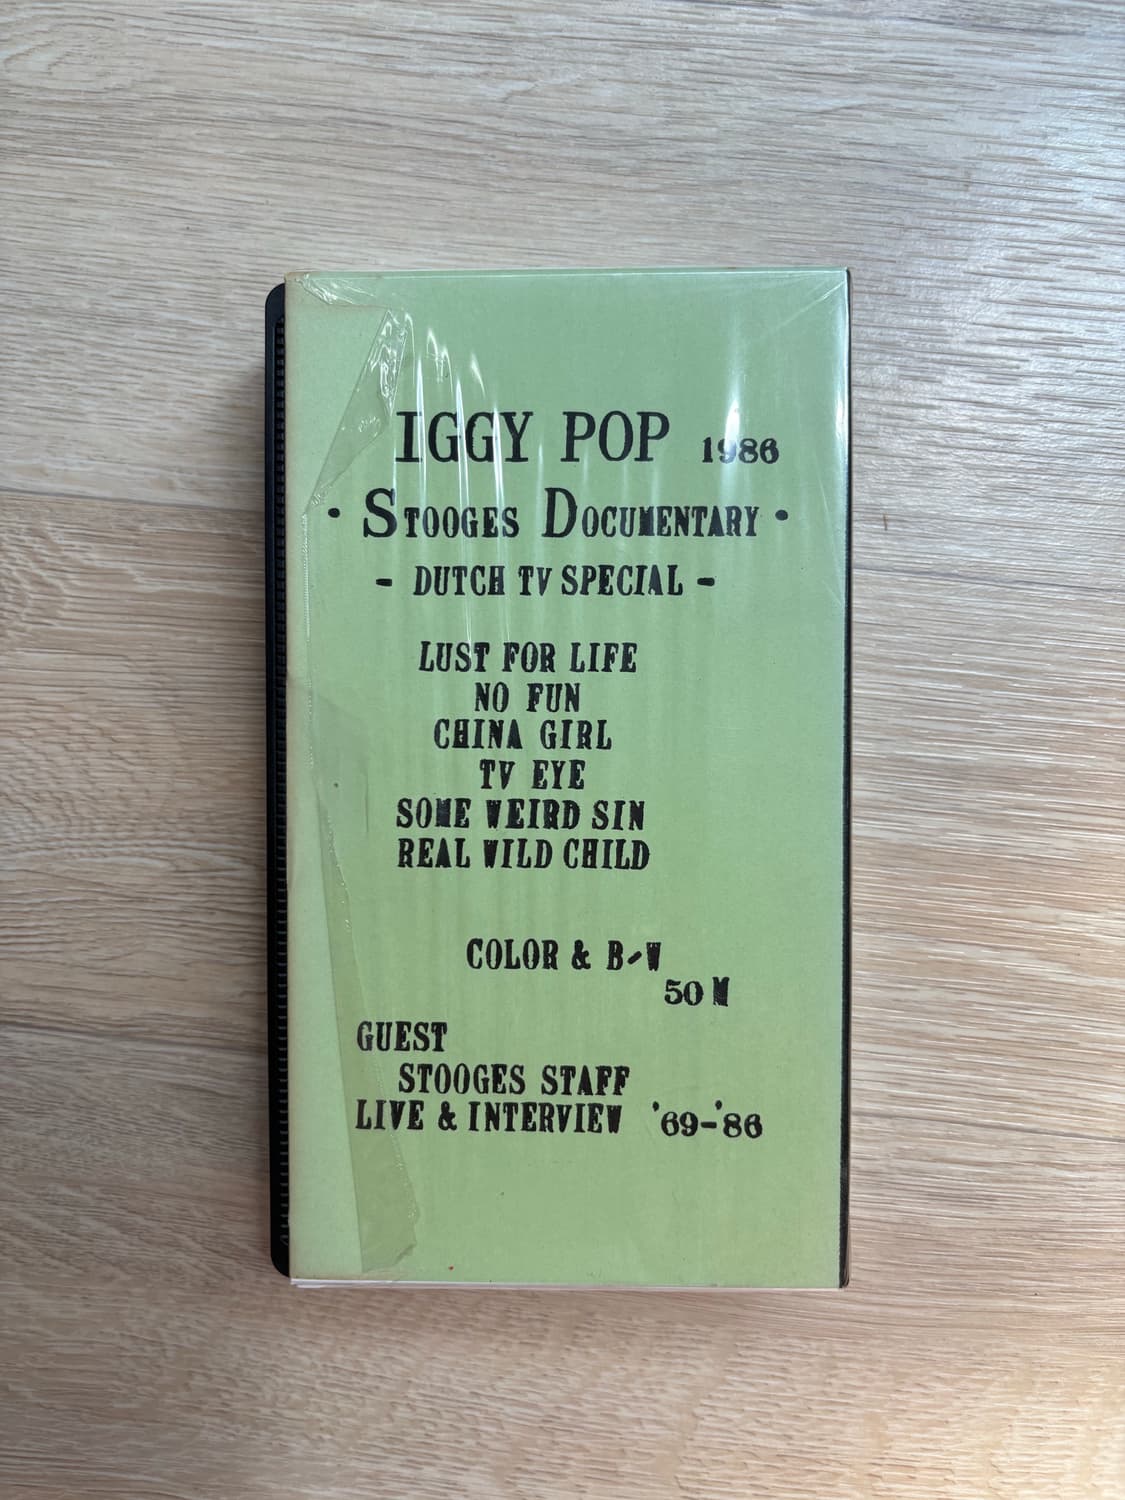 IGGY POP 1986
· STOOGES DOCUMENTARY ·
- DUTCH TV SPECIAL -
LUST FOR LIFE
NO FUN
CHINA GIRL
TV EYE
SOME WEIRD SIN
REAL WILD CHILD
COLOR & B/W
50 M
GUEST
STOOGES STAFF
LIVE & INTERVIEW '69-'86